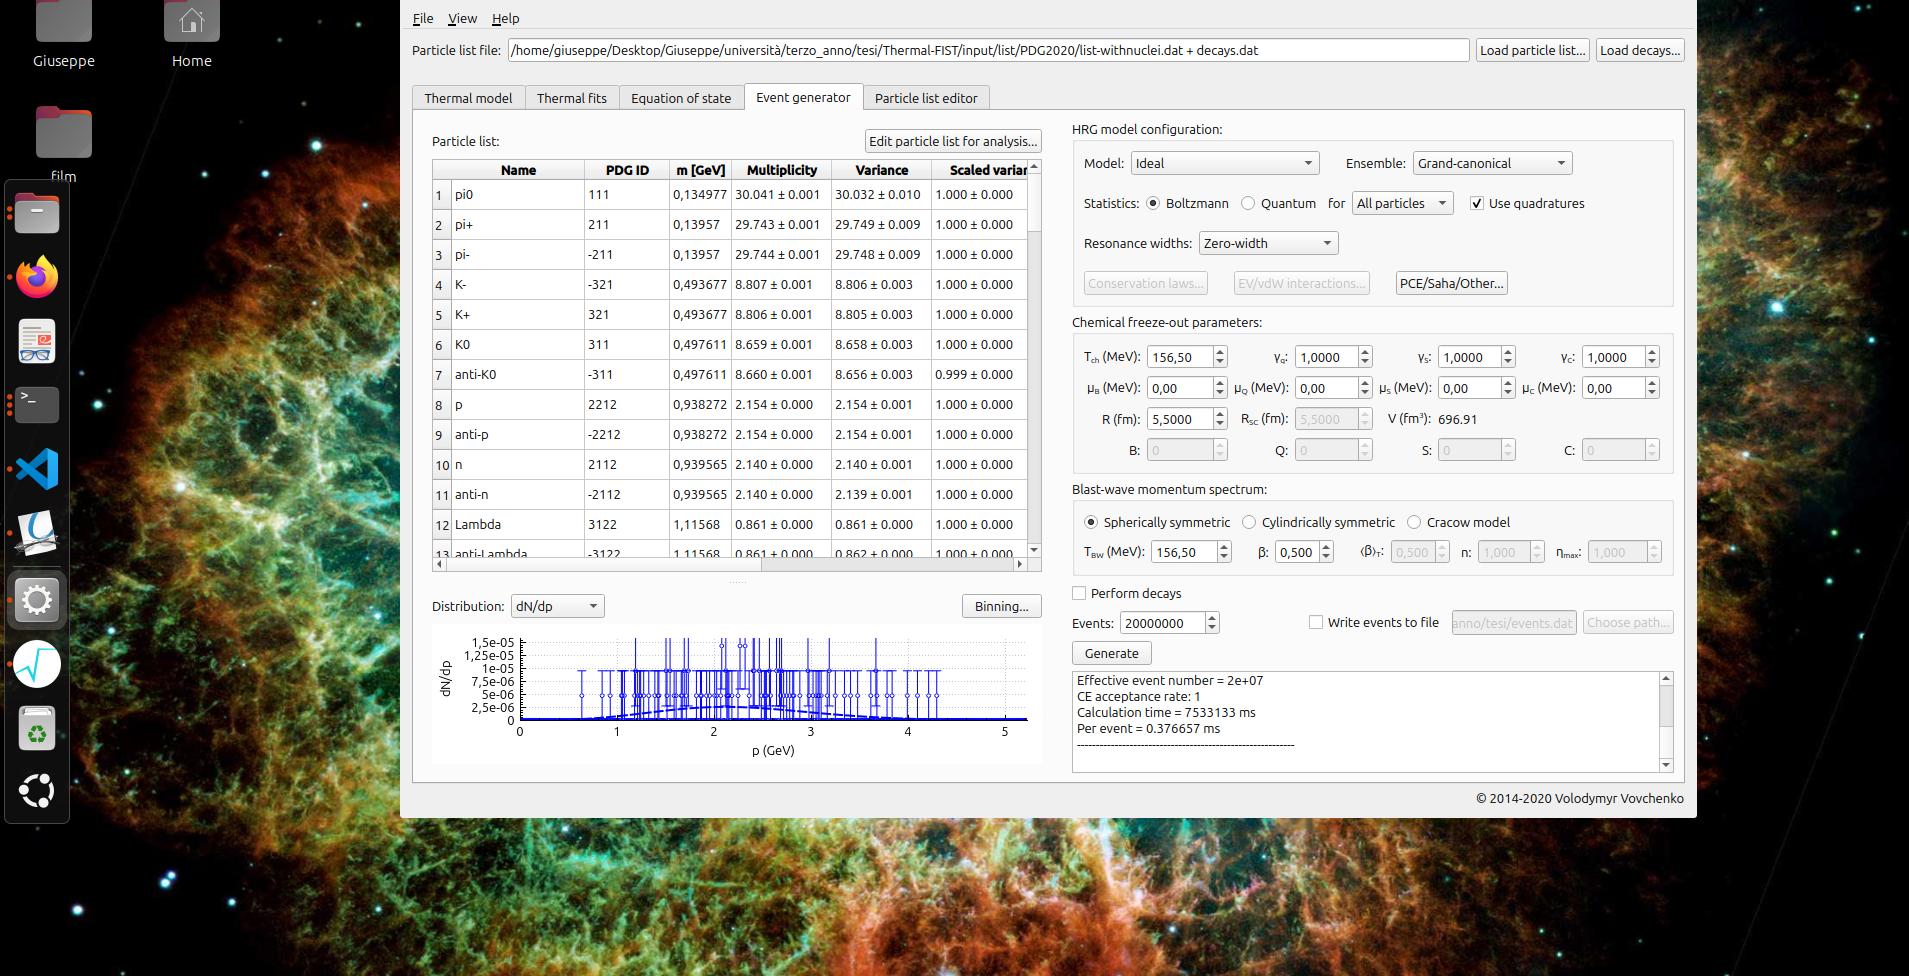 Giuseppe
Home
film
File View Help
Particle list file: /home/giuseppe/Desktop/Giuseppe/università/terzo_anno/tesi/Thermal-FIST/input/list/PDG2020/list-withnuclei.dat + decays.dat Load particle list... Load decays...
Thermal model Thermal fits Equation of state Event generator Particle list editor
Particle list: Edit particle list for analysis...
Name PDG ID m [GeV] Multiplicity Variance Scaled varian
1 pi0 111 0,134977 30.041 ± 0.001 30.032 ± 0.010 1.000 ± 0.000
2 pi+ 211 0,13957 29.743 ± 0.001 29.749 ± 0.009 1.000 ± 0.000
3 pi- -211 0,13957 29.744 ± 0.001 29.748 ± 0.009 1.000 ± 0.000
4 K- -321 0,493677 8.807 ± 0.001 8.806 ± 0.003 1.000 ± 0.000
5 K+ 321 0,493677 8.806 ± 0.001 8.805 ± 0.003 1.000 ± 0.000
6 K0 311 0,497611 8.659 ± 0.001 8.658 ± 0.003 1.000 ± 0.000
7 anti-K0 -311 0,497611 8.660 ± 0.001 8.656 ± 0.003 0.999 ± 0.000
8 p 2212 0,938272 2.154 ± 0.000 2.154 ± 0.001 1.000 ± 0.000
9 anti-p -2212 0,938272 2.154 ± 0.000 2.154 ± 0.001 1.000 ± 0.000
10 n 2112 0,939565 2.140 ± 0.000 2.140 ± 0.001 1.000 ± 0.000
11 anti-n -2112 0,939565 2.140 ± 0.000 2.139 ± 0.001 1.000 ± 0.000
12 Lambda 3122 1,11568 0.861 ± 0.000 0.861 ± 0.000 1.000 ± 0.000
13 anti-Lambda -3122 1,11568 0.861 ± 0.000 0.862 ± 0.000 1.000 ± 0.000
Distribution: dN/dp Binning...
dN/dp
1,5e-05
1,25e-05
1e-05
7,5e-06
5e-06
2,5e-06
0
0 1 2 3 4 5
p (GeV)
HRG model configuration:
Model: Ideal Ensemble: Grand-canonical
Statistics: Boltzmann Quantum for All particles Use quadratures
Resonance widths: Zero-width
Conservation laws... EV/vdW interactions... PCE/Saha/Other...
Chemical freeze-out parameters:
Tch (MeV): 156,50 γq: 1,0000 γS: 1,0000 γC: 1,0000
μB (MeV): 0,00 μQ (MeV): 0,00 μS (MeV): 0,00 μC (MeV): 0,00
R (fm): 5,5000 RSC (fm): 5,5000 V (fm³): 696.91
B: 0 Q: 0 S: 0 C: 0
Blast-wave momentum spectrum:
Spherically symmetric Cylindrically symmetric Cracow model
TBW (MeV): 156,50 β: 0,500 ⟨β⟩T: 0,500 n: 1,000 ηmax: 1,000
Perform decays
Events: 20000000 Write events to file anno/tesi/events.dat Choose path...
Generate
Effective event number = 2e+07
CE acceptance rate: 1
Calculation time = 7533133 ms
Per event = 0.376657 ms
----------------------------------------------------------
© 2014-2020 Volodymyr Vovchenko